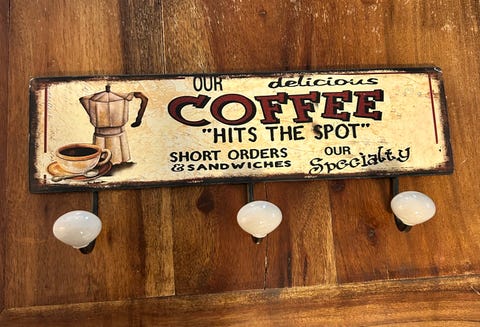 OUR delicious
COFFEE
"HITS THE SPOT"
SHORT ORDERS OUR
& SANDWICHES Specialty